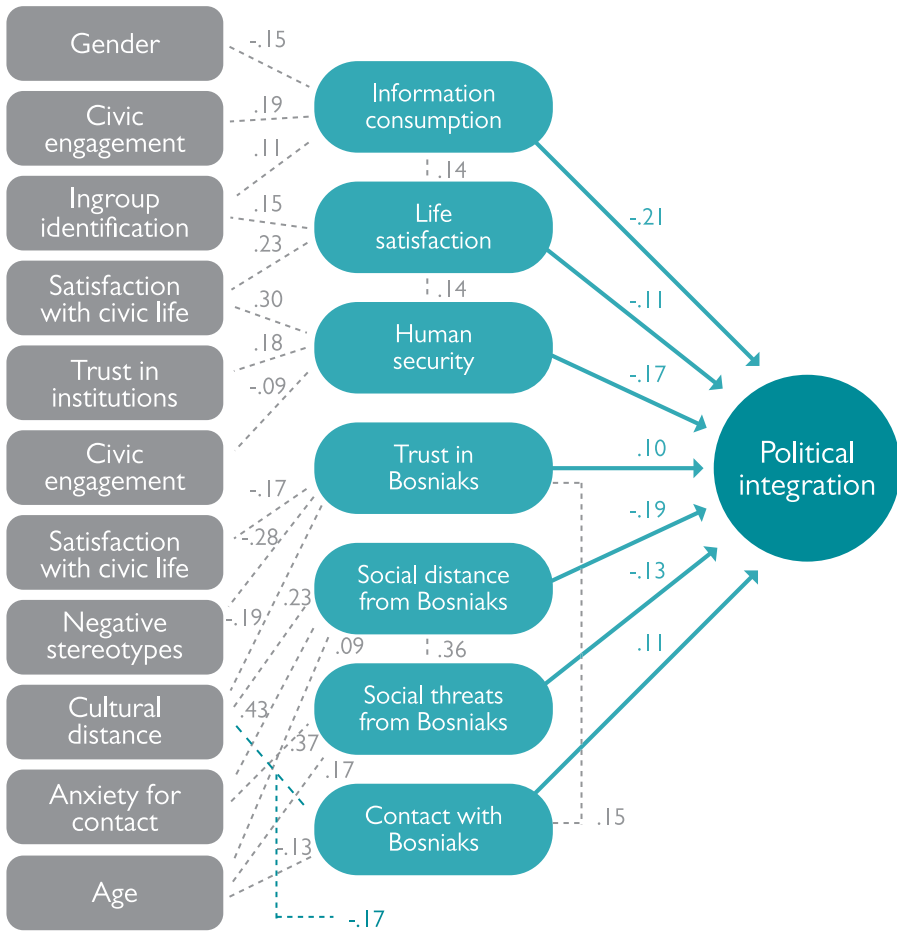 Gender
Civic
engagement
Ingroup
identification
Satisfaction
with civic life
Trust in
institutions
Civic
engagement
Satisfaction
with civic life
Negative
stereotypes
Cultural
distance
Anxiety for
contact
Age
-.15
.19
.11
.15
.23
.30
.18
-.09
-.17
-.28
-.19
.23
.09
.43
-.37
.17
-.13
-.17
Information
consumption
.14
Life
satisfaction
.14
Human
security
Trust in
Bosniaks
Social distance
from Bosniaks
.36
Social threats
from Bosniaks
Contact with
Bosniaks
.15
-.21
-.11
-.17
.10
-.19
-.13
.11
Political
integration